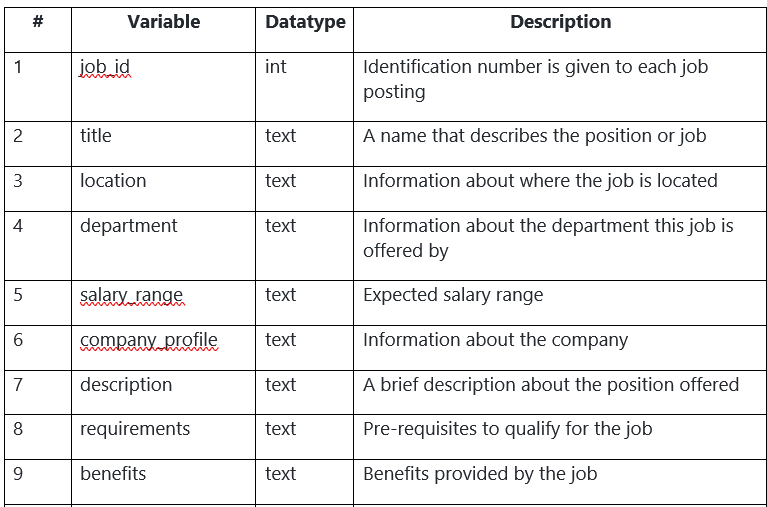 # Variable Datatype Description
1 job_id int Identification number is given to each job
posting
2 title text A name that describes the position or job
3 location text Information about where the job is located
4 department text Information about the department this job is
offered by
5 salary_range text Expected salary range
6 company_profile text Information about the company
7 description text A brief description about the position offered
8 requirements text Pre-requisites to qualify for the job
9 benefits text Benefits provided by the job